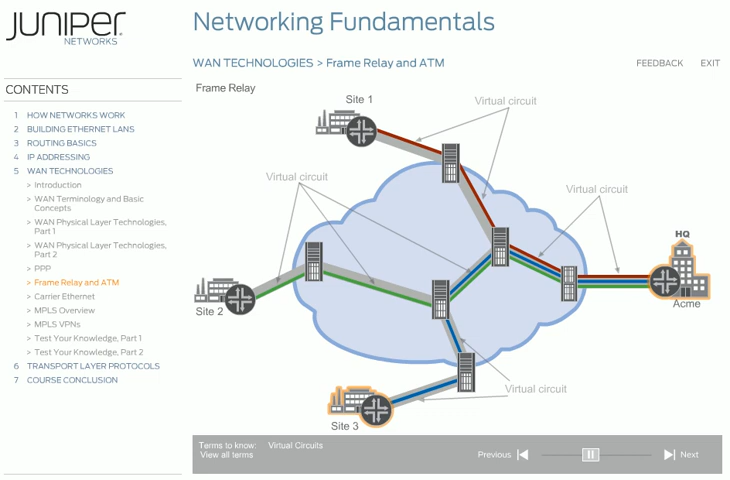 JUNIPER
NETWORKS
Networking Fundamentals
WAN TECHNOLOGIES > Frame Relay and ATM
FEEDBACK EXIT
CONTENTS
1 HOW NETWORKS WORK
2 BUILDING ETHERNET LANS
3 ROUTING BASICS
4 IP ADDRESSING
5 WAN TECHNOLOGIES
> Introduction
> WAN Terminology and Basic
Concepts
> WAN Physical Layer Technologies,
Part 1
> WAN Physical Layer Technologies,
Part 2
> PPP
> Frame Relay and ATM
> Carrier Ethernet
> MPLS Overview
> MPLS VPNs
> Test Your Knowledge, Part 1
> Test Your Knowledge, Part 2
6 TRANSPORT LAYER PROTOCOLS
7 COURSE CONCLUSION
Frame Relay
Site 1
Virtual circuit
Virtual circuit
Virtual circuit
HQ
Acme
Site 2
Virtual circuit
Site 3
Terms to know: Virtual Circuits
View all terms
Previous Next